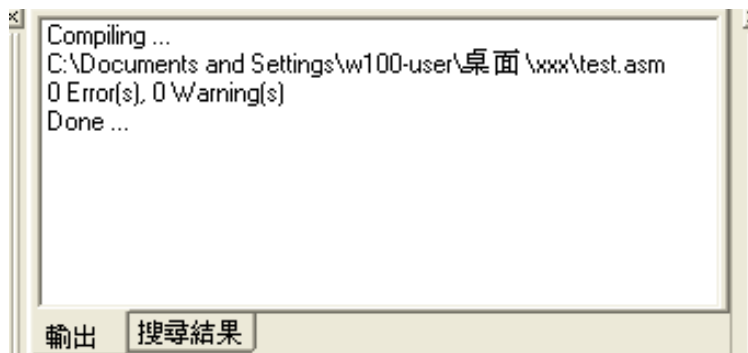 Compiling ...
C:\Documents and Settings\w100-user\桌面\xxx\test.asm
0 Error(s), 0 Warning(s)
Done ...
輸出 搜尋結果